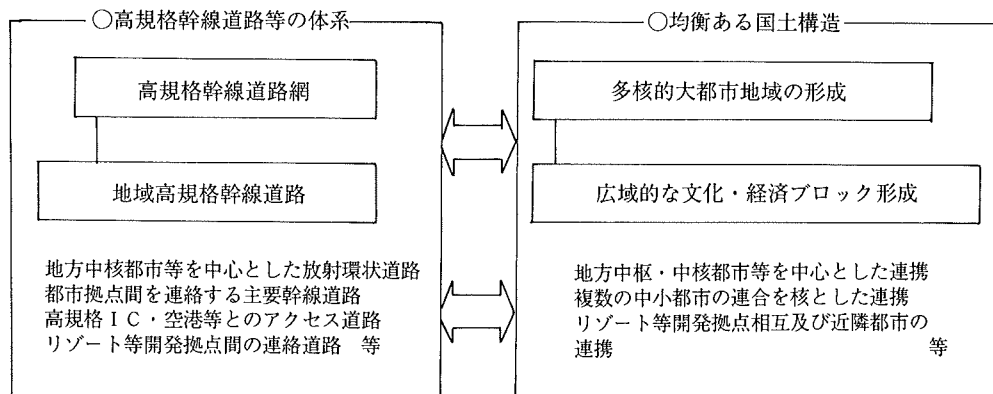 ○高規格幹線道路等の体系
高規格幹線道路網
地域高規格幹線道路
地方中核都市等を中心とした放射環状道路
都市拠点間を連絡する主要幹線道路
高規格IC・空港等とのアクセス道路
リゾート等開発拠点間の連絡道路 等
○均衡ある国土構造
多核的大都市地域の形成
広域的な文化・経済ブロック形成
地方中枢・中核都市等を中心とした連携
複数の中小都市の連合を核とした連携
リゾート等開発拠点相互及び近隣都市の
連携 等